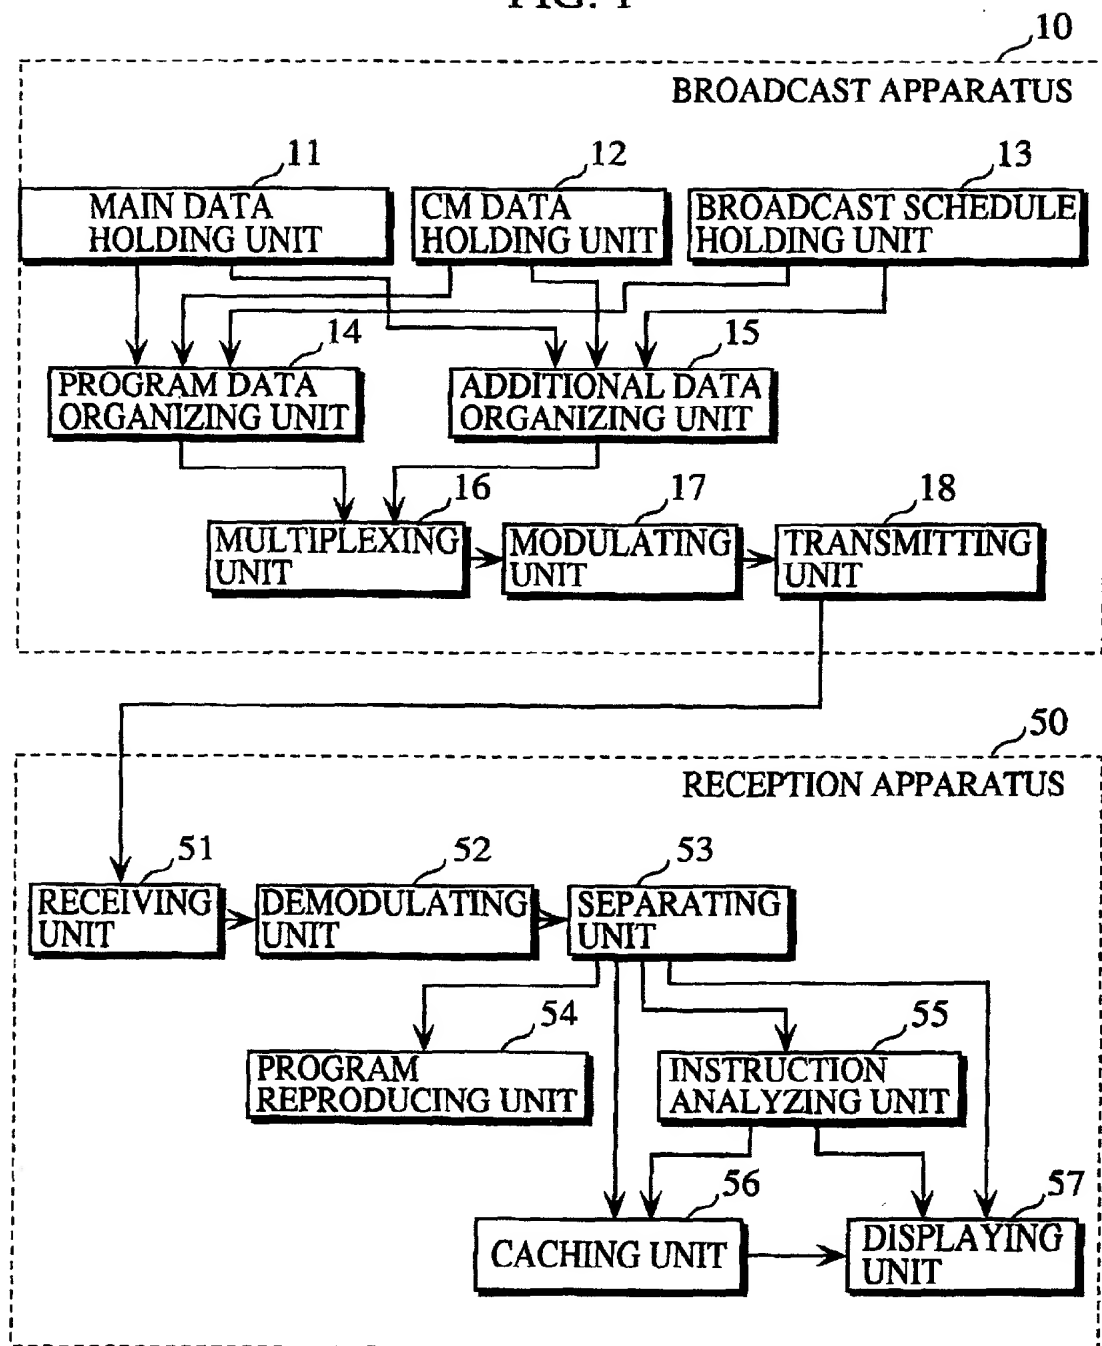 FIG. 1
10
BROADCAST APPARATUS
11
12
13
MAIN DATA
HOLDING UNIT
CM DATA
HOLDING UNIT
BROADCAST SCHEDULE
HOLDING UNIT
14
15
PROGRAM DATA
ORGANIZING UNIT
ADDITIONAL DATA
ORGANIZING UNIT
16
17
18
MULTIPLEXING
UNIT
MODULATING
UNIT
TRANSMITTING
UNIT
50
RECEPTION APPARATUS
51
52
53
RECEIVING
UNIT
DEMODULATING
UNIT
SEPARATING
UNIT
54
55
PROGRAM
REPRODUCING UNIT
INSTRUCTION
ANALYZING UNIT
56
57
CACHING UNIT
DISPLAYING
UNIT